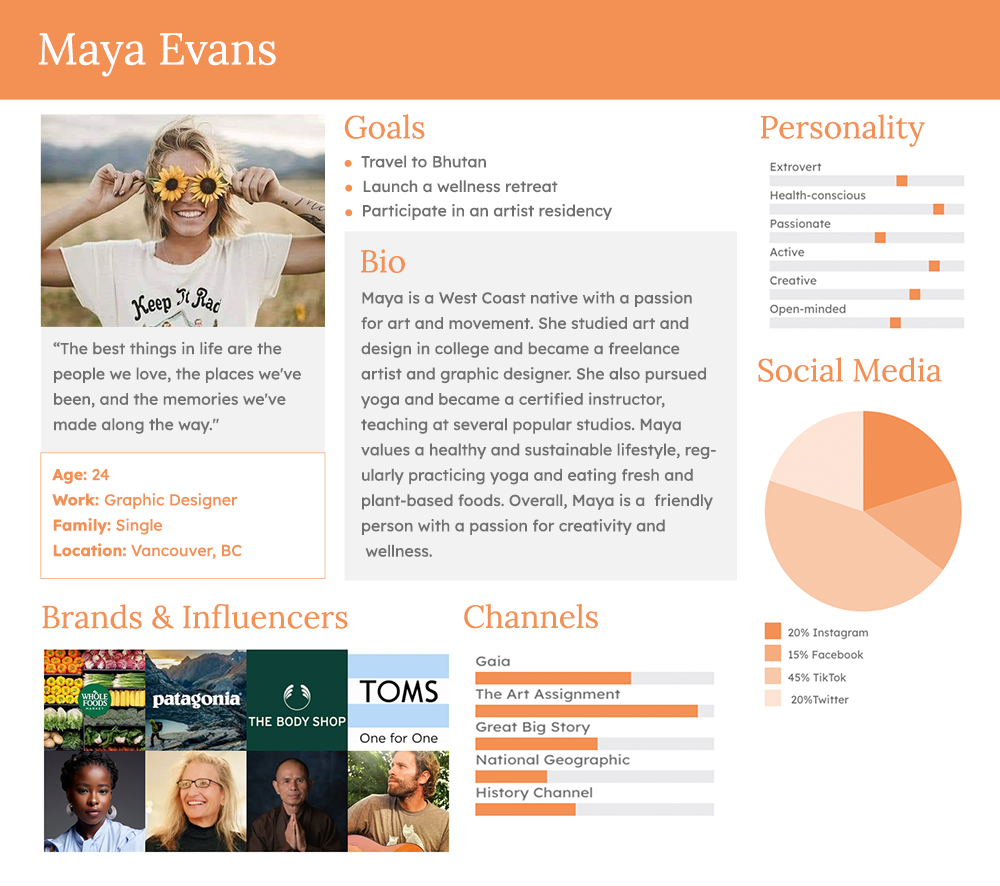 Maya Evans
Keep It Rad
“The best things in life are the
people we love, the places we've
been, and the memories we've
made along the way."
Age: 24
Work: Graphic Designer
Family: Single
Location: Vancouver, BC
Goals
Travel to Bhutan
Launch a wellness retreat
Participate in an artist residency
Bio
Maya is a West Coast native with a passion
for art and movement. She studied art and
design in college and became a freelance
artist and graphic designer. She also pursued
yoga and became a certified instructor,
teaching at several popular studios. Maya
values a healthy and sustainable lifestyle, reg-
ularly practicing yoga and eating fresh and
plant-based foods. Overall, Maya is a friendly
person with a passion for creativity and
wellness.
Personality
Extrovert
Health-conscious
Passionate
Active
Creative
Open-minded
Social Media
20% Instagram
15% Facebook
45% TikTok
20%Twitter
Brands & Influencers
WHOLE
FOODS
MARKET
patagonia
THE BODY SHOP
TOMS
One for One
Channels
Gaia
The Art Assignment
Great Big Story
National Geographic
History Channel